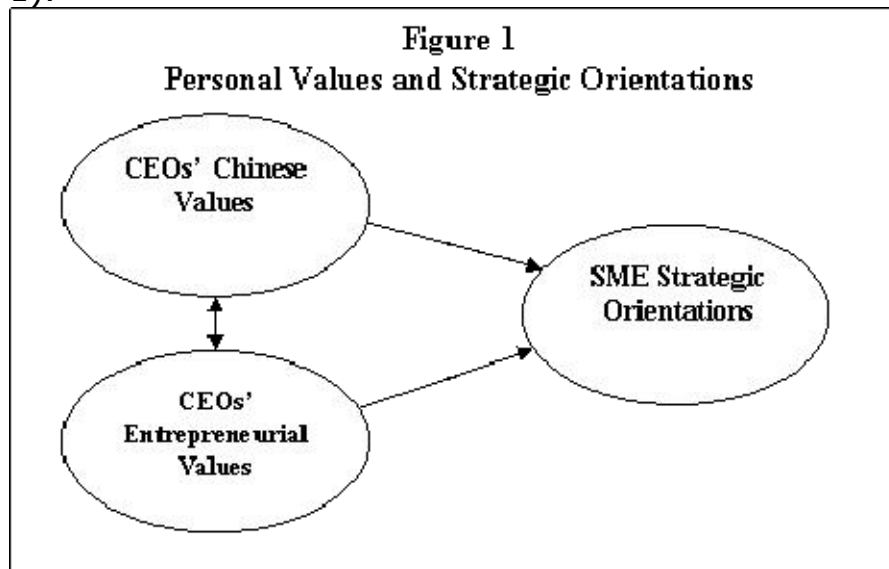 Figure 1
Personal Values and Strategic Orientations
CEOs' Chinese
Values
SME Strategic
Orientations
CEOs'
Entrepreneurial
Values